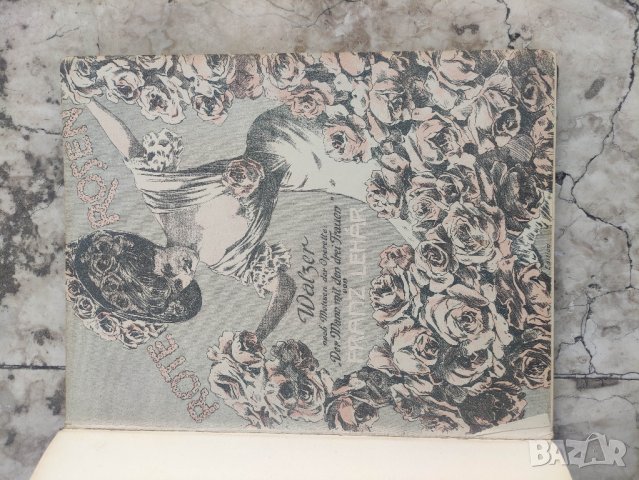 ROTE ROSEN
Walzer
nach Motiven der Operette
„Der Mann mit den drei Frauen"
von
FRANZ LEHÁR
BAZAR